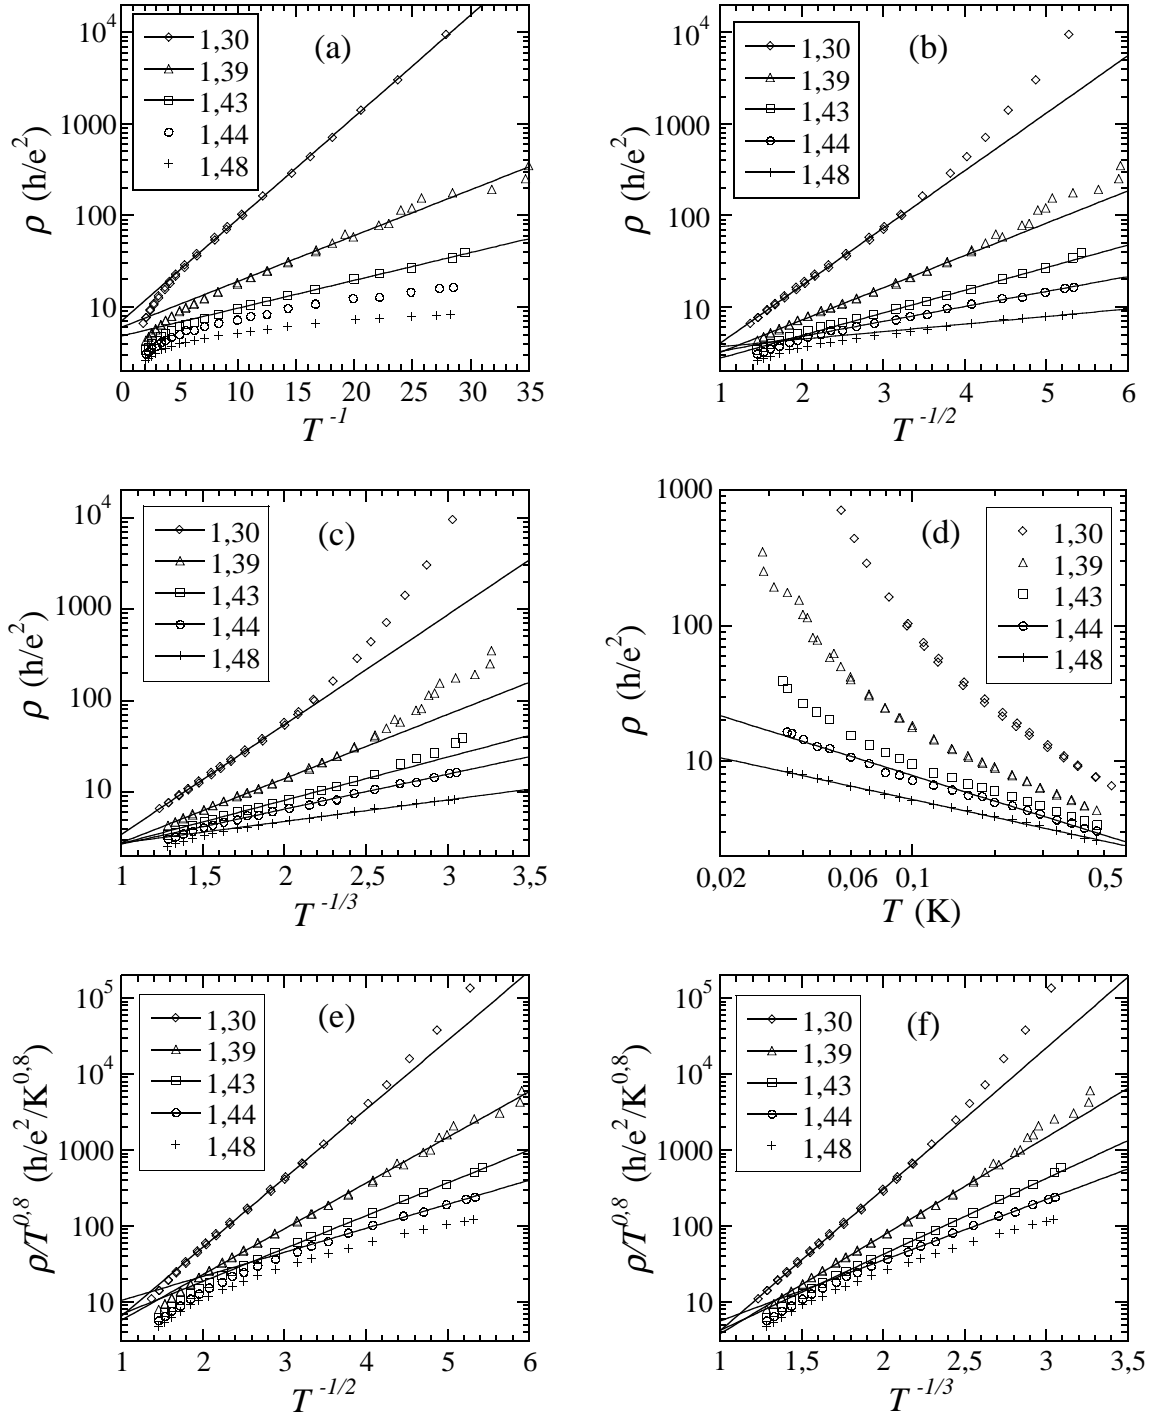 (a)
1,30
1,39
1,43
1,44
1,48
10^4
1000
100
10
ρ (h/e^2)
0 5 10 15 20 25 30 35
T^-1
(b)
1,30
1,39
1,43
1,44
1,48
10^4
1000
100
10
ρ (h/e^2)
1 2 3 4 5 6
T^-1/2
(c)
1,30
1,39
1,43
1,44
1,48
10^4
1000
100
10
ρ (h/e^2)
1 1,5 2 2,5 3 3,5
T^-1/3
(d)
1,30
1,39
1,43
1,44
1,48
1000
100
10
ρ (h/e^2)
0,02 0,06 0,1 0,5
T (K)
(e)
1,30
1,39
1,43
1,44
1,48
10^5
10^4
1000
100
10
ρ/T^0,8 (h/e^2/K^0,8)
1 2 3 4 5 6
T^-1/2
(f)
1,30
1,39
1,43
1,44
1,48
10^5
10^4
1000
100
10
ρ/T^0,8 (h/e^2/K^0,8)
1 1,5 2 2,5 3 3,5
T^-1/3